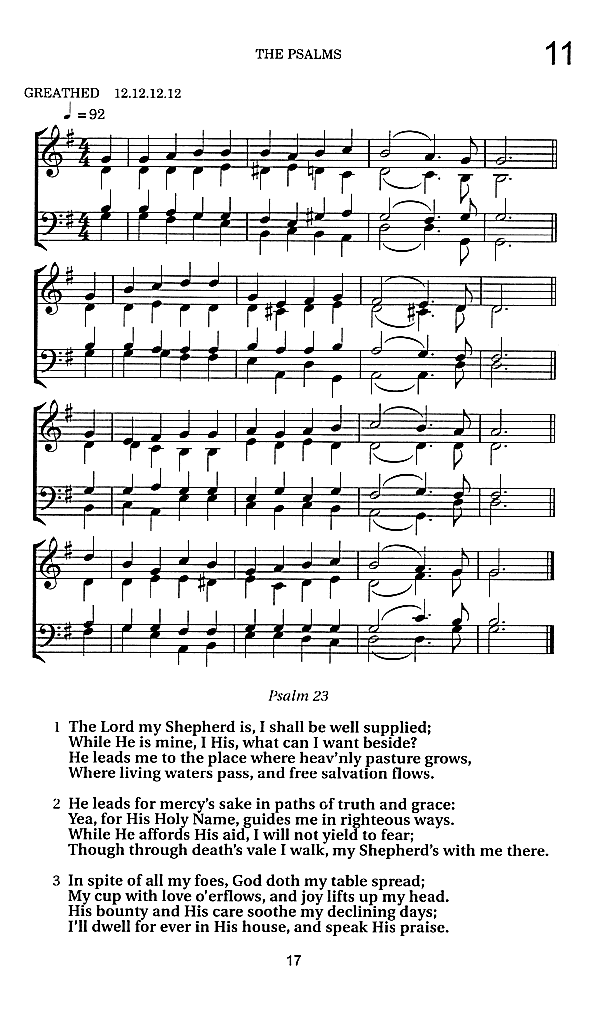 THE PSALMS
11
GREATHED 12.12.12.12
♩ = 92
Psalm 23
1 The Lord my Shepherd is, I shall be well supplied;
While He is mine, I His, what can I want beside?
He leads me to the place where heav'nly pasture grows,
Where living waters pass, and free salvation flows.
2 He leads for mercy's sake in paths of truth and grace:
Yea, for His Holy Name, guides me in righteous ways.
While He affords His aid, I will not yield to fear;
Though through death's vale I walk, my Shepherd's with me there.
3 In spite of all my foes, God doth my table spread;
My cup with love o'erflows, and joy lifts up my head.
His bounty and His care soothe my declining days;
I'll dwell for ever in His house, and speak His praise.
17